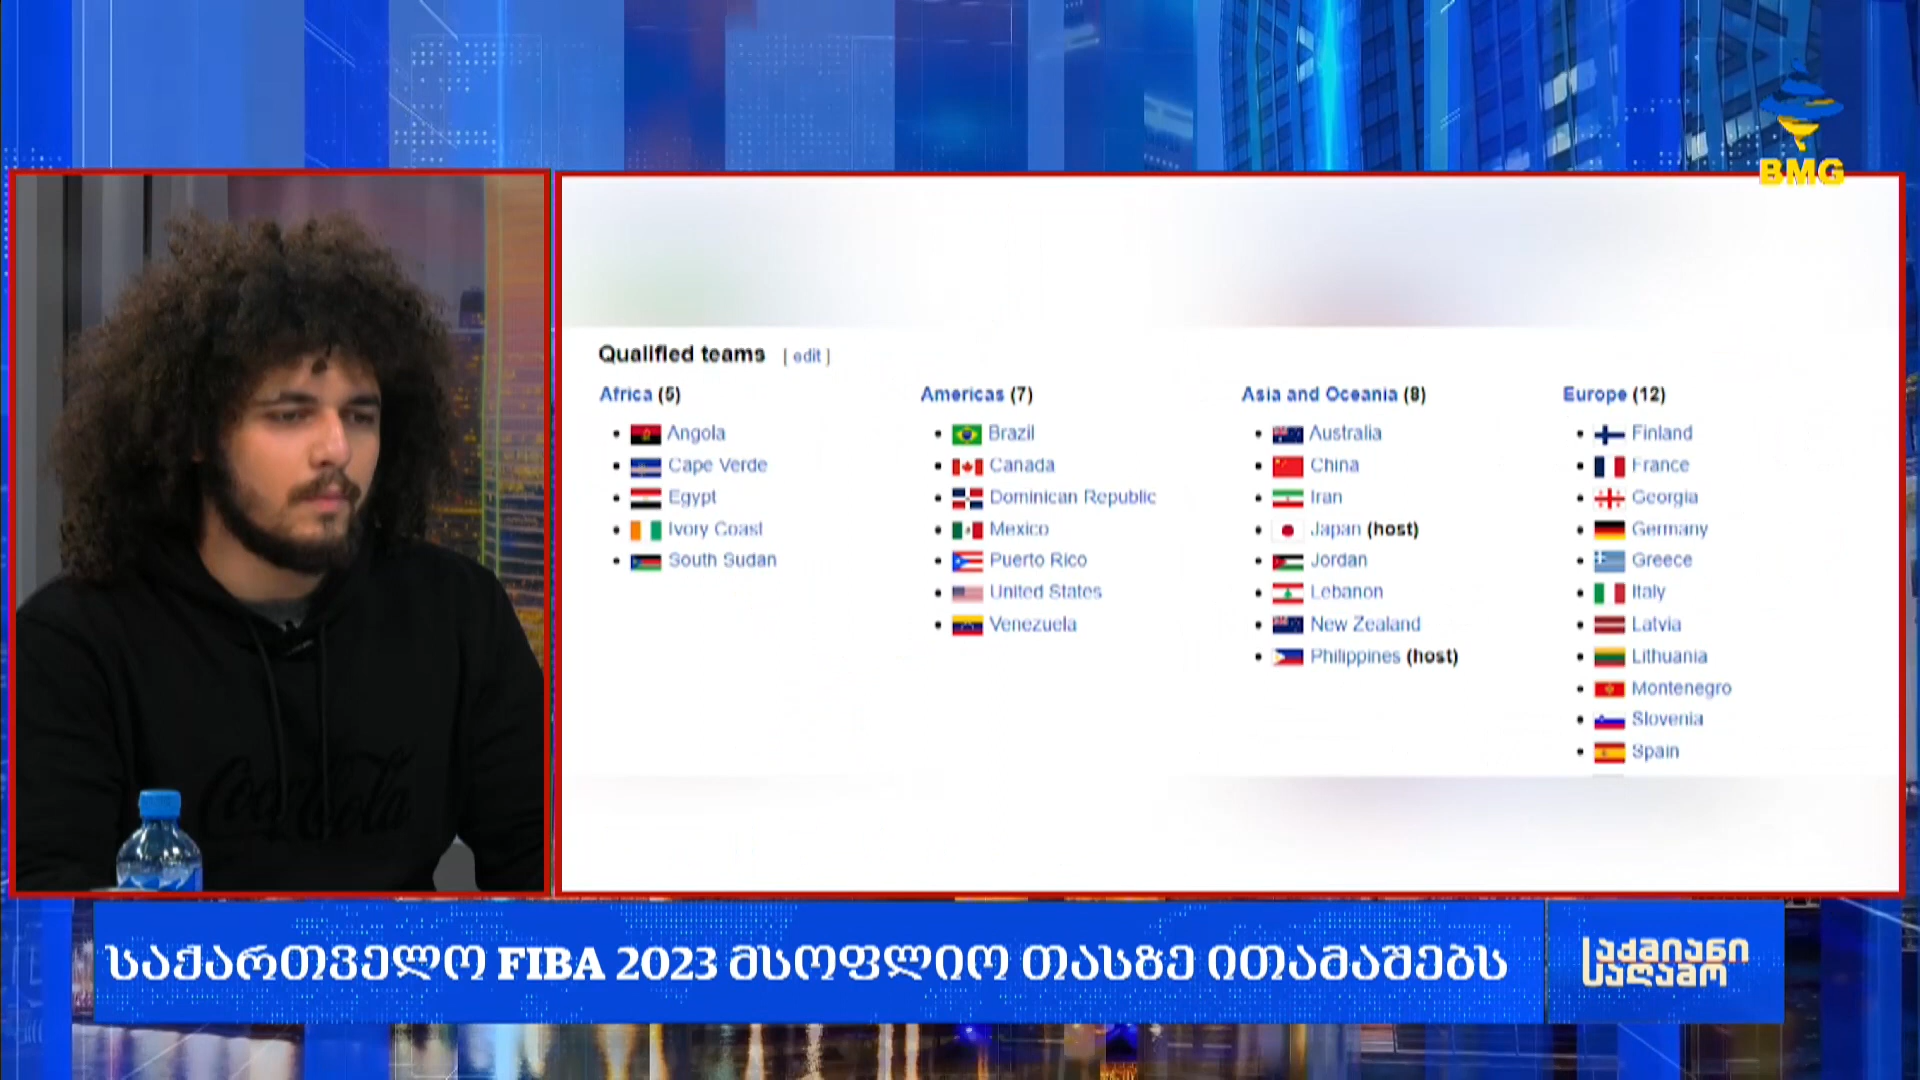 BMG
Qualified teams [ edit ]
Africa (5)
Angola
Cape Verde
Egypt
Ivory Coast
South Sudan
Americas (7)
Brazil
Canada
Dominican Republic
Mexico
Puerto Rico
United States
Venezuela
Asia and Oceania (8)
Australia
China
Iran
Japan (host)
Jordan
Lebanon
New Zealand
Philippines (host)
Europe (12)
Finland
France
Georgia
Germany
Greece
Italy
Latvia
Lithuania
Montenegro
Slovenia
Spain
Coca-Cola
საქართველო FIBA 2023 მსოფლიო თასზე ითამაშებს
საქმიანი
საღამო